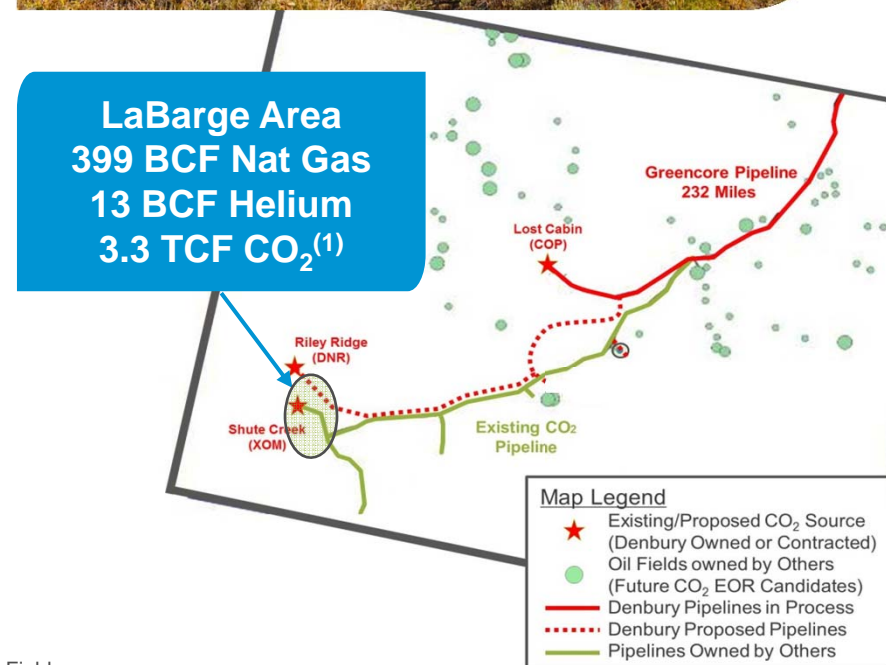 LaBarge Area
399 BCF Nat Gas
13 BCF Helium
3.3 TCF CO₂⁽¹⁾
Greencore Pipeline
232 Miles
Lost Cabin
(COP)
Riley Ridge
(DNR)
Shute Creek
(XOM)
Existing CO₂
Pipeline
Map Legend
Existing/Proposed CO₂ Source
(Denbury Owned or Contracted)
Oil Fields owned by Others
(Future CO₂ EOR Candidates)
Denbury Pipelines in Process
Denbury Proposed Pipelines
Pipelines Owned by Others